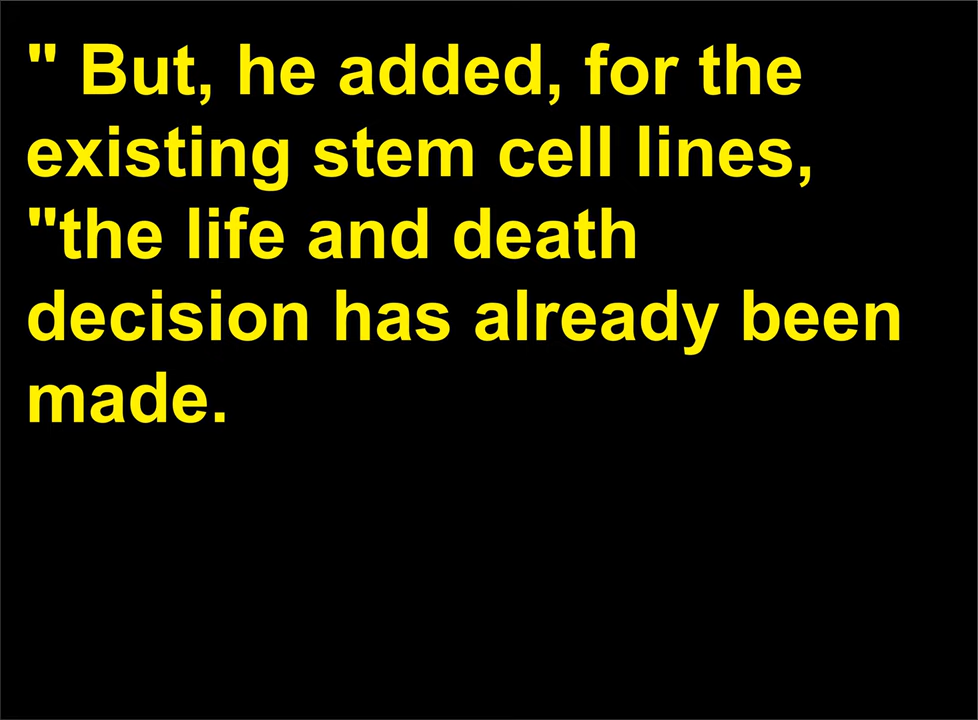 " But, he added, for the
existing stem cell lines,
"the life and death
decision has already been
made.